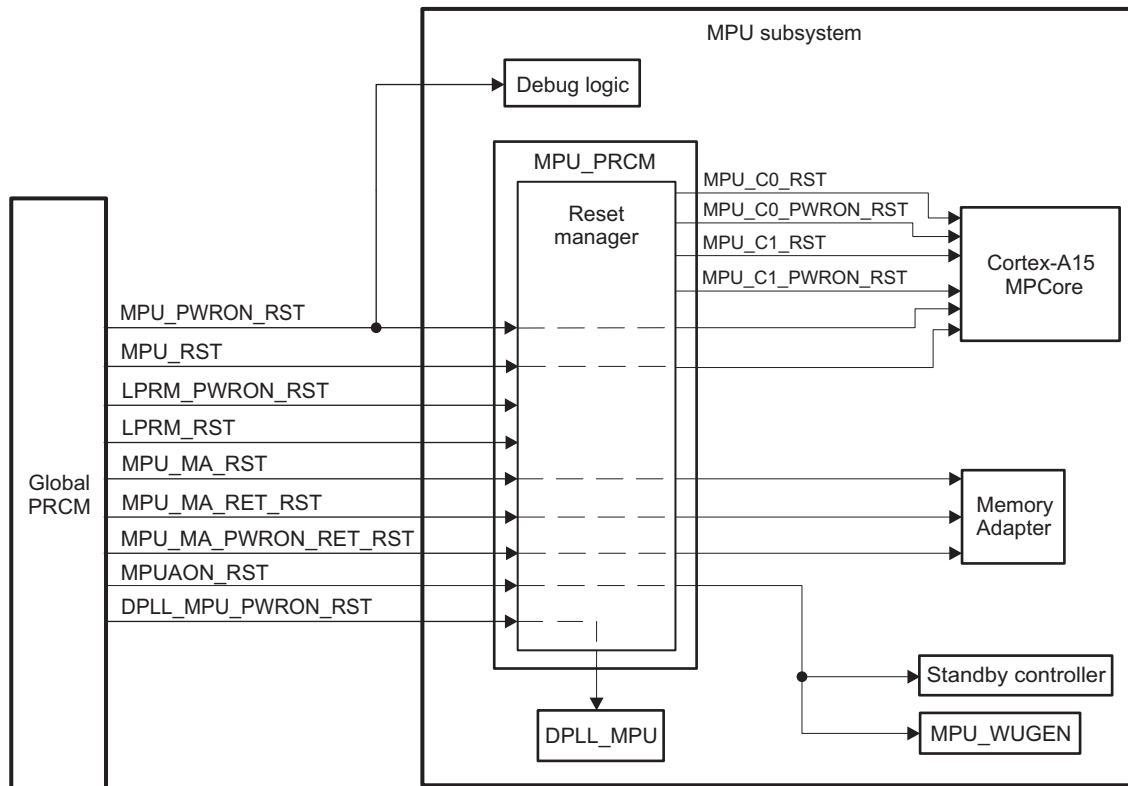 MPU subsystem
Debug logic
MPU_PRCM
Reset
manager
MPU_C0_RST
MPU_C0_PWRON_RST
MPU_C1_RST
MPU_C1_PWRON_RST
Cortex-A15
MPCore
Global
PRCM
MPU_PWRON_RST
MPU_RST
LPRM_PWRON_RST
LPRM_RST
MPU_MA_RST
MPU_MA_RET_RST
MPU_MA_PWRON_RET_RST
MPUAON_RST
DPLL_MPU_PWRON_RST
Memory
Adapter
Standby controller
MPU_WUGEN
DPLL_MPU